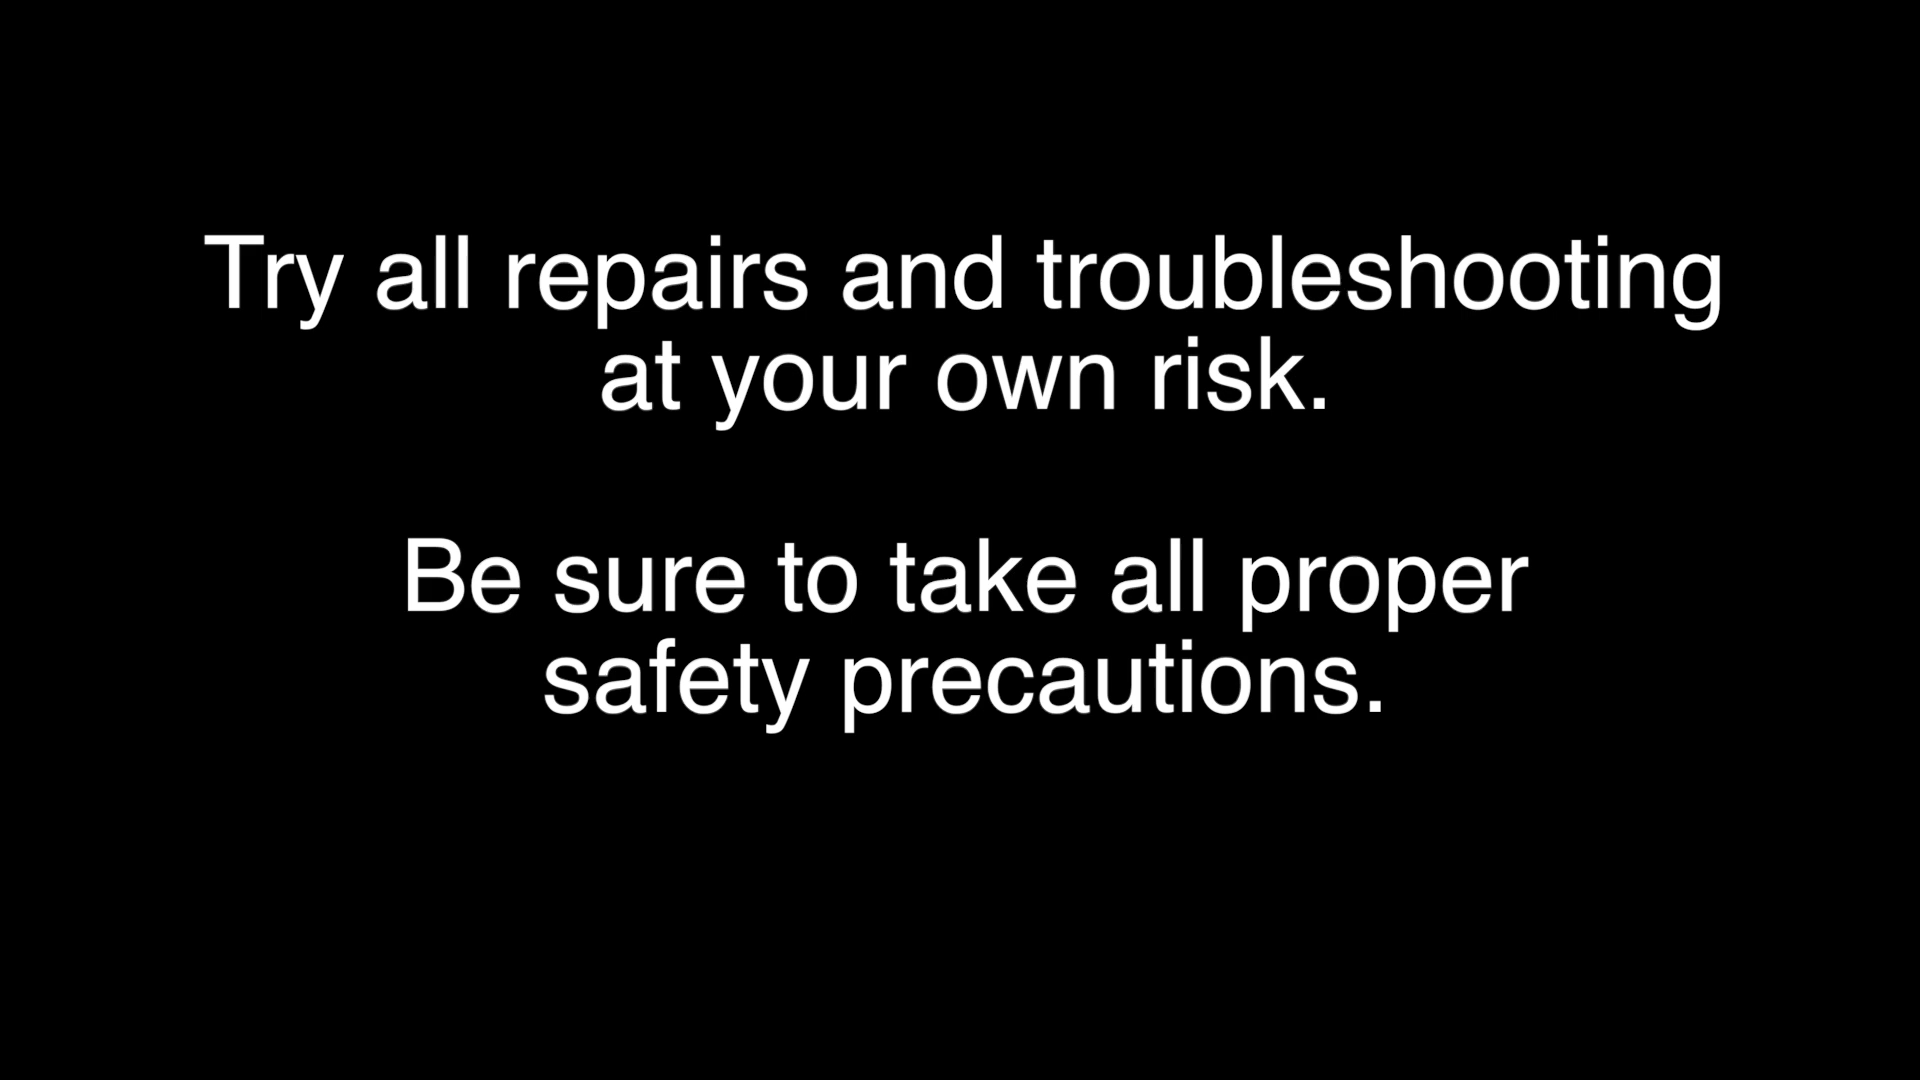 Try all repairs and troubleshooting
at your own risk.
Be sure to take all proper
safety precautions.